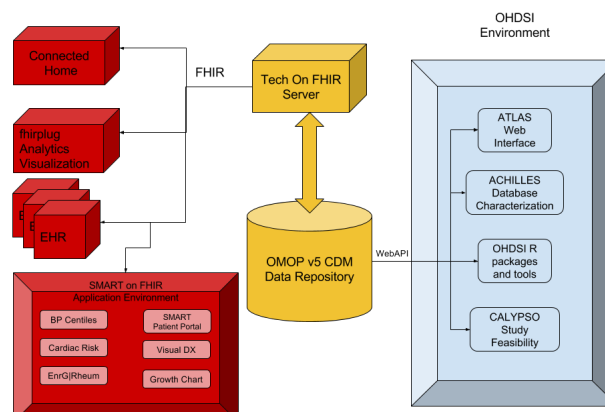 OHDSI
Environment
Connected
Home
FHIR
Tech On FHIR
Server
fhirplug
Analytics
Visualization
E
E
EHR
ATLAS
Web
Interface
ACHILLES
Database
Characterization
OMOP v5 CDM
Data Repository
WebAPI
OHDSI R
packages
and tools
CALYPSO
Study
Feasibility
SMART on FHIR
Application Environment
BP Centiles
SMART
Patient Portal
Cardiac Risk
Visual DX
EnrG|Rheum
Growth Chart